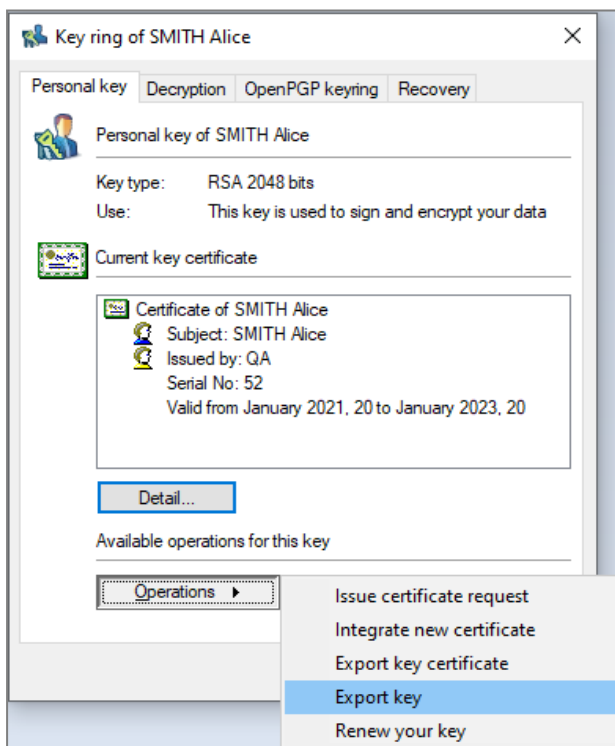 Key ring of SMITH Alice
Personal key
Decryption
OpenPGP keyring
Recovery
Personal key of SMITH Alice
Key type: RSA 2048 bits
Use: This key is used to sign and encrypt your data
Current key certificate
Certificate of SMITH Alice
Subject: SMITH Alice
Issued by: QA
Serial No: 52
Valid from January 2021, 20 to January 2023, 20
Detail...
Available operations for this key
Operations
Issue certificate request
Integrate new certificate
Export key certificate
Export key
Renew your key